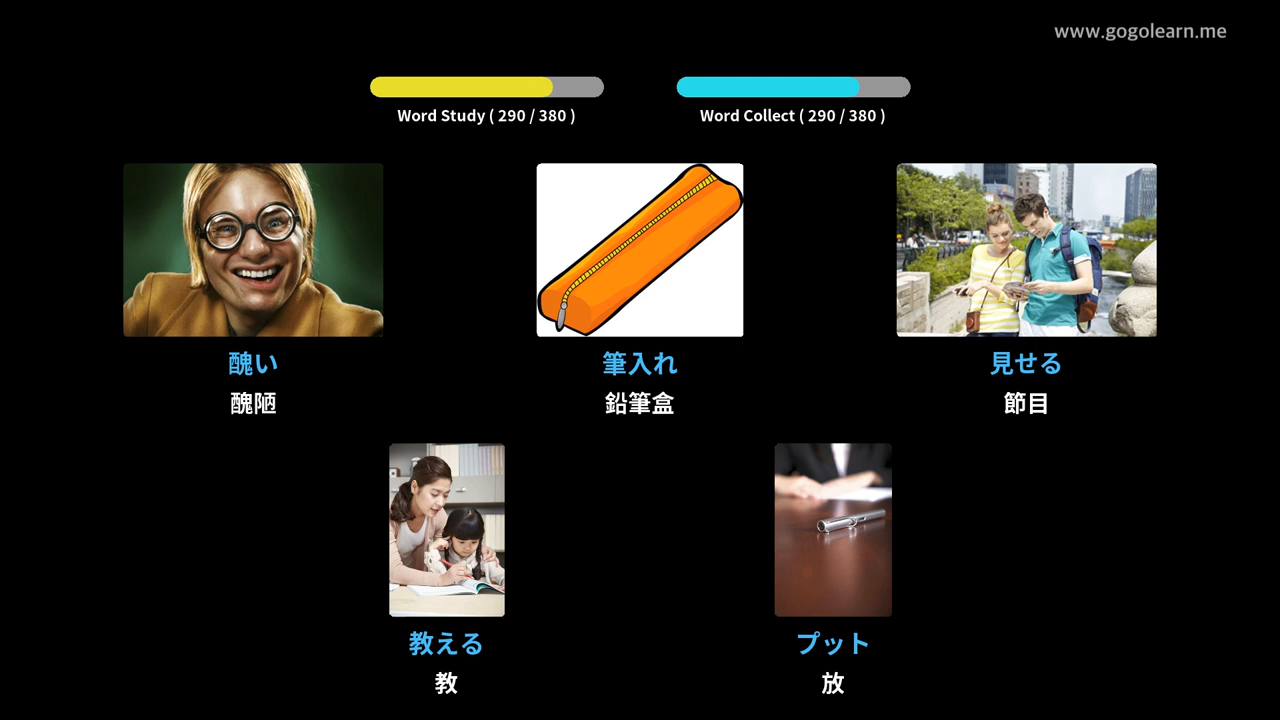 www.gogolearn.me
Word Study ( 290 / 380 )
Word Collect ( 290 / 380 )
醜い
醜陋
筆入れ
鉛筆盒
見せる
節目
教える
教
プット
放